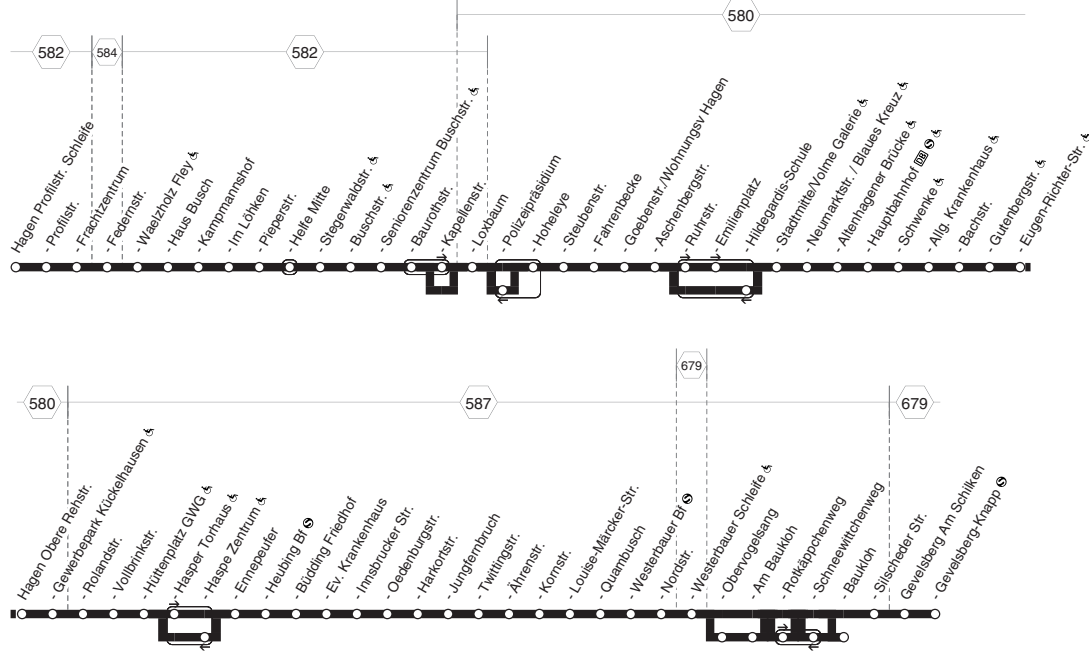 580
582
584
582
Hagen Profilstr. Schleife
- Profilstr.
- Frachtzentrum
- Federnstr.
- Waelzholz Fley
- Haus Busch
- Kampmannshof
- Im Löhken
- Pieperstr.
- Helfe Mitte
- Stegerwaldstr.
- Buschstr.
- Seniorenzentrum Buschstr.
- Baurothstr.
- Kapellenstr.
- Loxbaum
- Polizeipräsidium
- Hoheleye
- Steubenstr.
- Fahrenbecke
- Goebenstr./Wohnungsv Hagen
- Aschenbergstr.
- Ruhrstr.
- Emilienplatz
- Hildegardis-Schule
- Stadtmitte/Volme Galerie
- Neumarktstr. / Blaues Kreuz
- Altenhagener Brücke
- Hauptbahnhof DB S
- Schwenke
- Allg. Krankenhaus
- Bachstr.
- Gutenbergstr.
- Eugen-Richter-Str.
679
580
587
679
Hagen Obere Rehstr.
- Gewerbepark Kückelhausen
- Rolandstr.
- Vollbrinkstr.
- Hüttenplatz GWG
- Hasper Torhaus
- Haspe Zentrum
- Ennepeufer
- Heubing Bf S
- Büdding Friedhof
- Ev. Krankenhaus
- Innsbrucker Str.
- Oedenburgstr.
- Harkortstr.
- Jungfernbruch
- Twittingstr.
- Ährenstr.
- Kornstr.
- Louise-Märcker-Str.
- Quambusch
- Westerbauer Bf S
- Nordstr.
- Westerbauer Schleife
- Obervogelsang
- Am Baukloh
- Rotkäppchenweg
- Schneewittchenweg
- Baukloh
- Silscheder Str.
Gevelsberg Am Schilken
- Gevelsberg-Knapp S